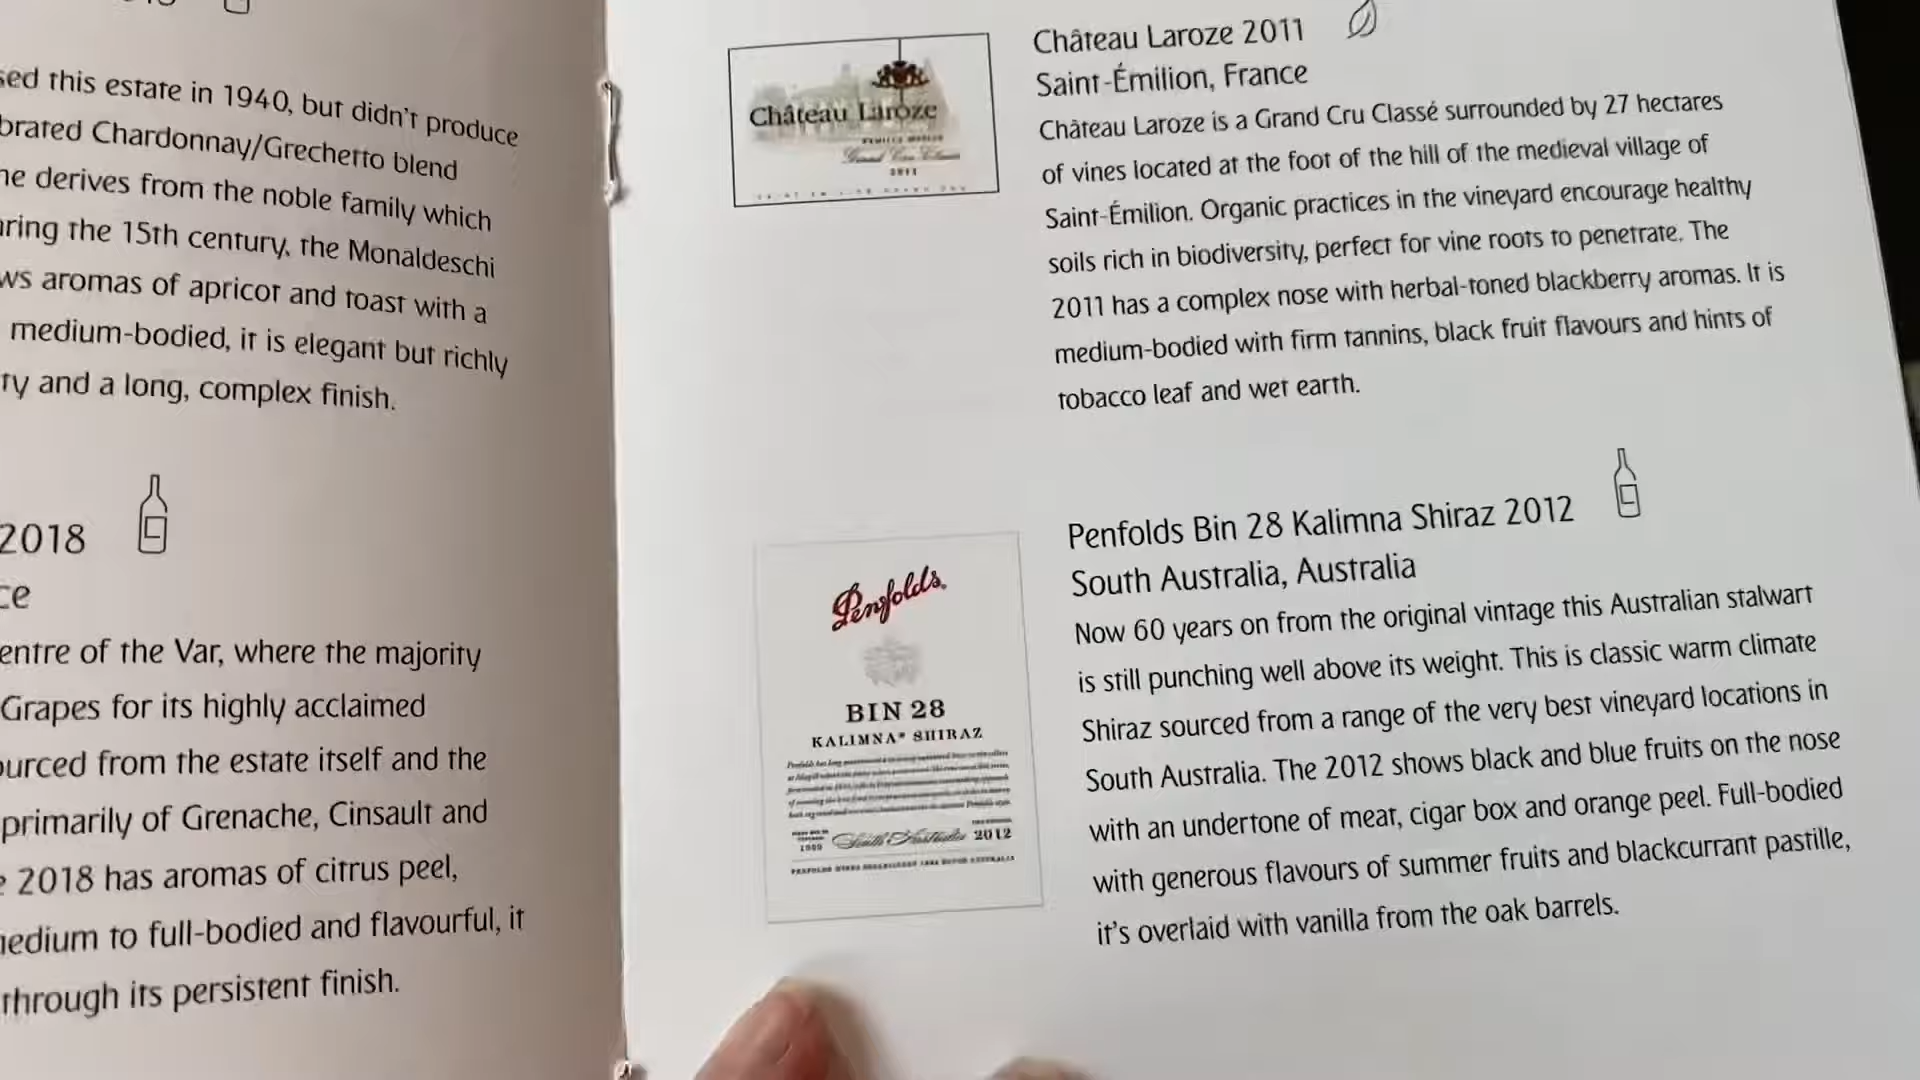 sed this estate in 1940, but didn't produce
brated Chardonnay/Grechetto blend
ne derives from the noble family which
uring the 15th century, the Monaldeschi
ws aromas of apricot and toast with a
medium-bodied, it is elegant but richly
ty and a long, complex finish.
2018
ce
entre of the Var, where the majority
Grapes for its highly acclaimed
ourced from the estate itself and the
primarily of Grenache, Cinsault and
e 2018 has aromas of citrus peel,
nedium to full-bodied and flavourful, it
through its persistent finish.
Château Laroze
Grand Cru Classé
2011
Château Laroze 2011
Saint-Émilion, France
Château Laroze is a Grand Cru Classé surrounded by 27 hectares
of vines located at the foot of the hill of the medieval village of
Saint-Émilion. Organic practices in the vineyard encourage healthy
soils rich in biodiversity, perfect for vine roots to penetrate. The
2011 has a complex nose with herbal-toned blackberry aromas. It is
medium-bodied with firm tannins, black fruit flavours and hints of
tobacco leaf and wet earth.
Penfolds
BIN 28
KALIMNA SHIRAZ
South Australia 2012
Penfolds Bin 28 Kalimna Shiraz 2012
South Australia, Australia
Now 60 years on from the original vintage this Australian stalwart
is still punching well above its weight. This is classic warm climate
Shiraz sourced from a range of the very best vineyard locations in
South Australia. The 2012 shows black and blue fruits on the nose
with an undertone of meat, cigar box and orange peel. Full-bodied
with generous flavours of summer fruits and blackcurrant pastille,
it's overlaid with vanilla from the oak barrels.